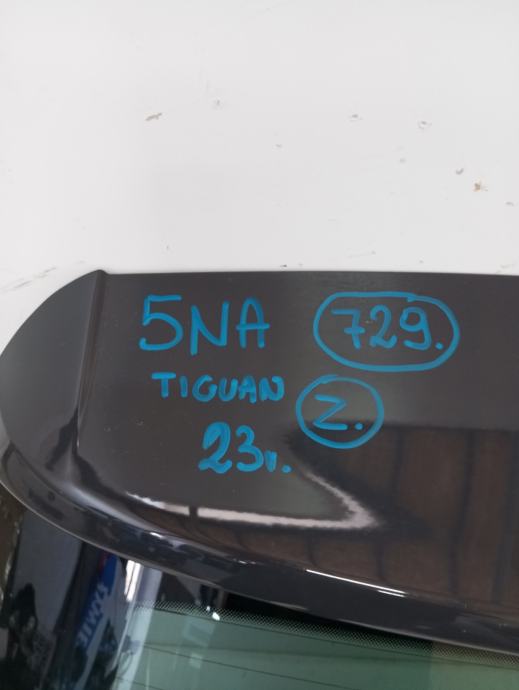 5NA 729.
TIGUAN Z.
23r.